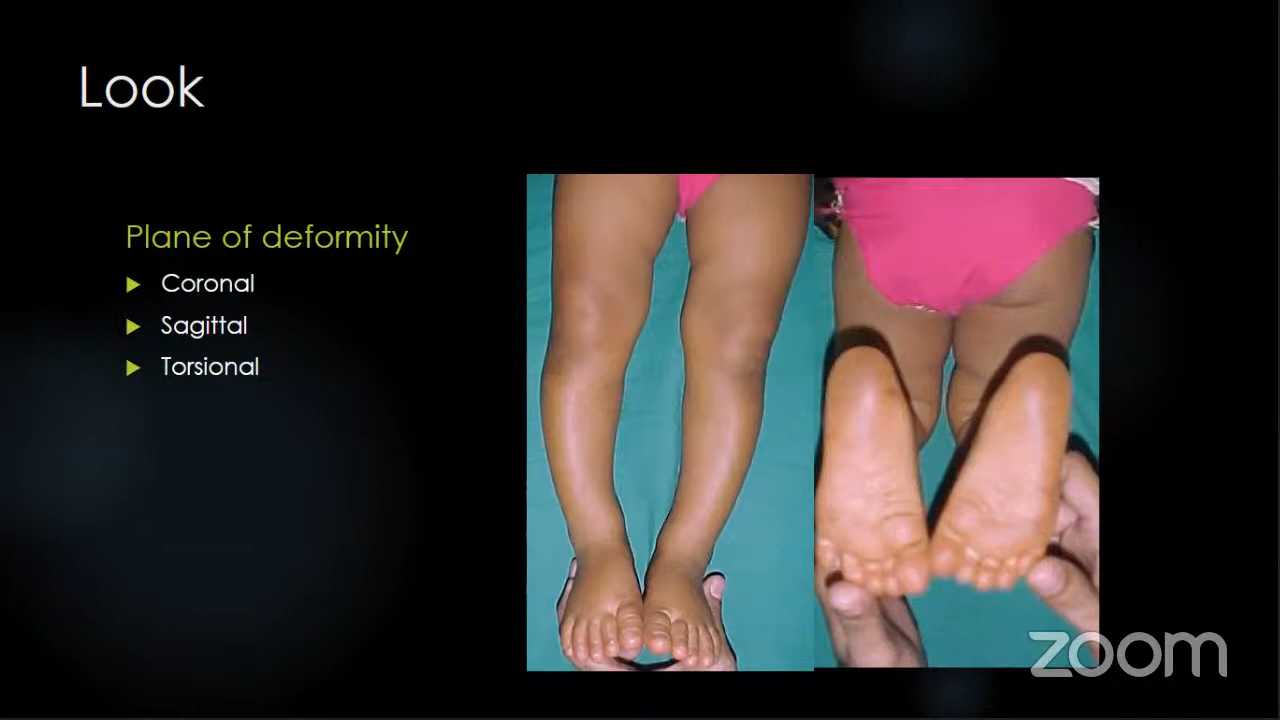 Look
Plane of deformity
Coronal
Sagittal
Torsional
zoom